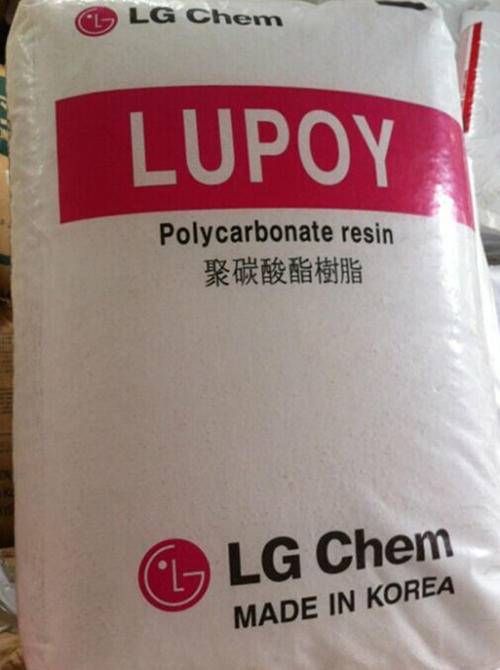 LG Chem
LUPOY
Polycarbonate resin
聚碳酸酯樹脂
LG Chem
MADE IN KOREA